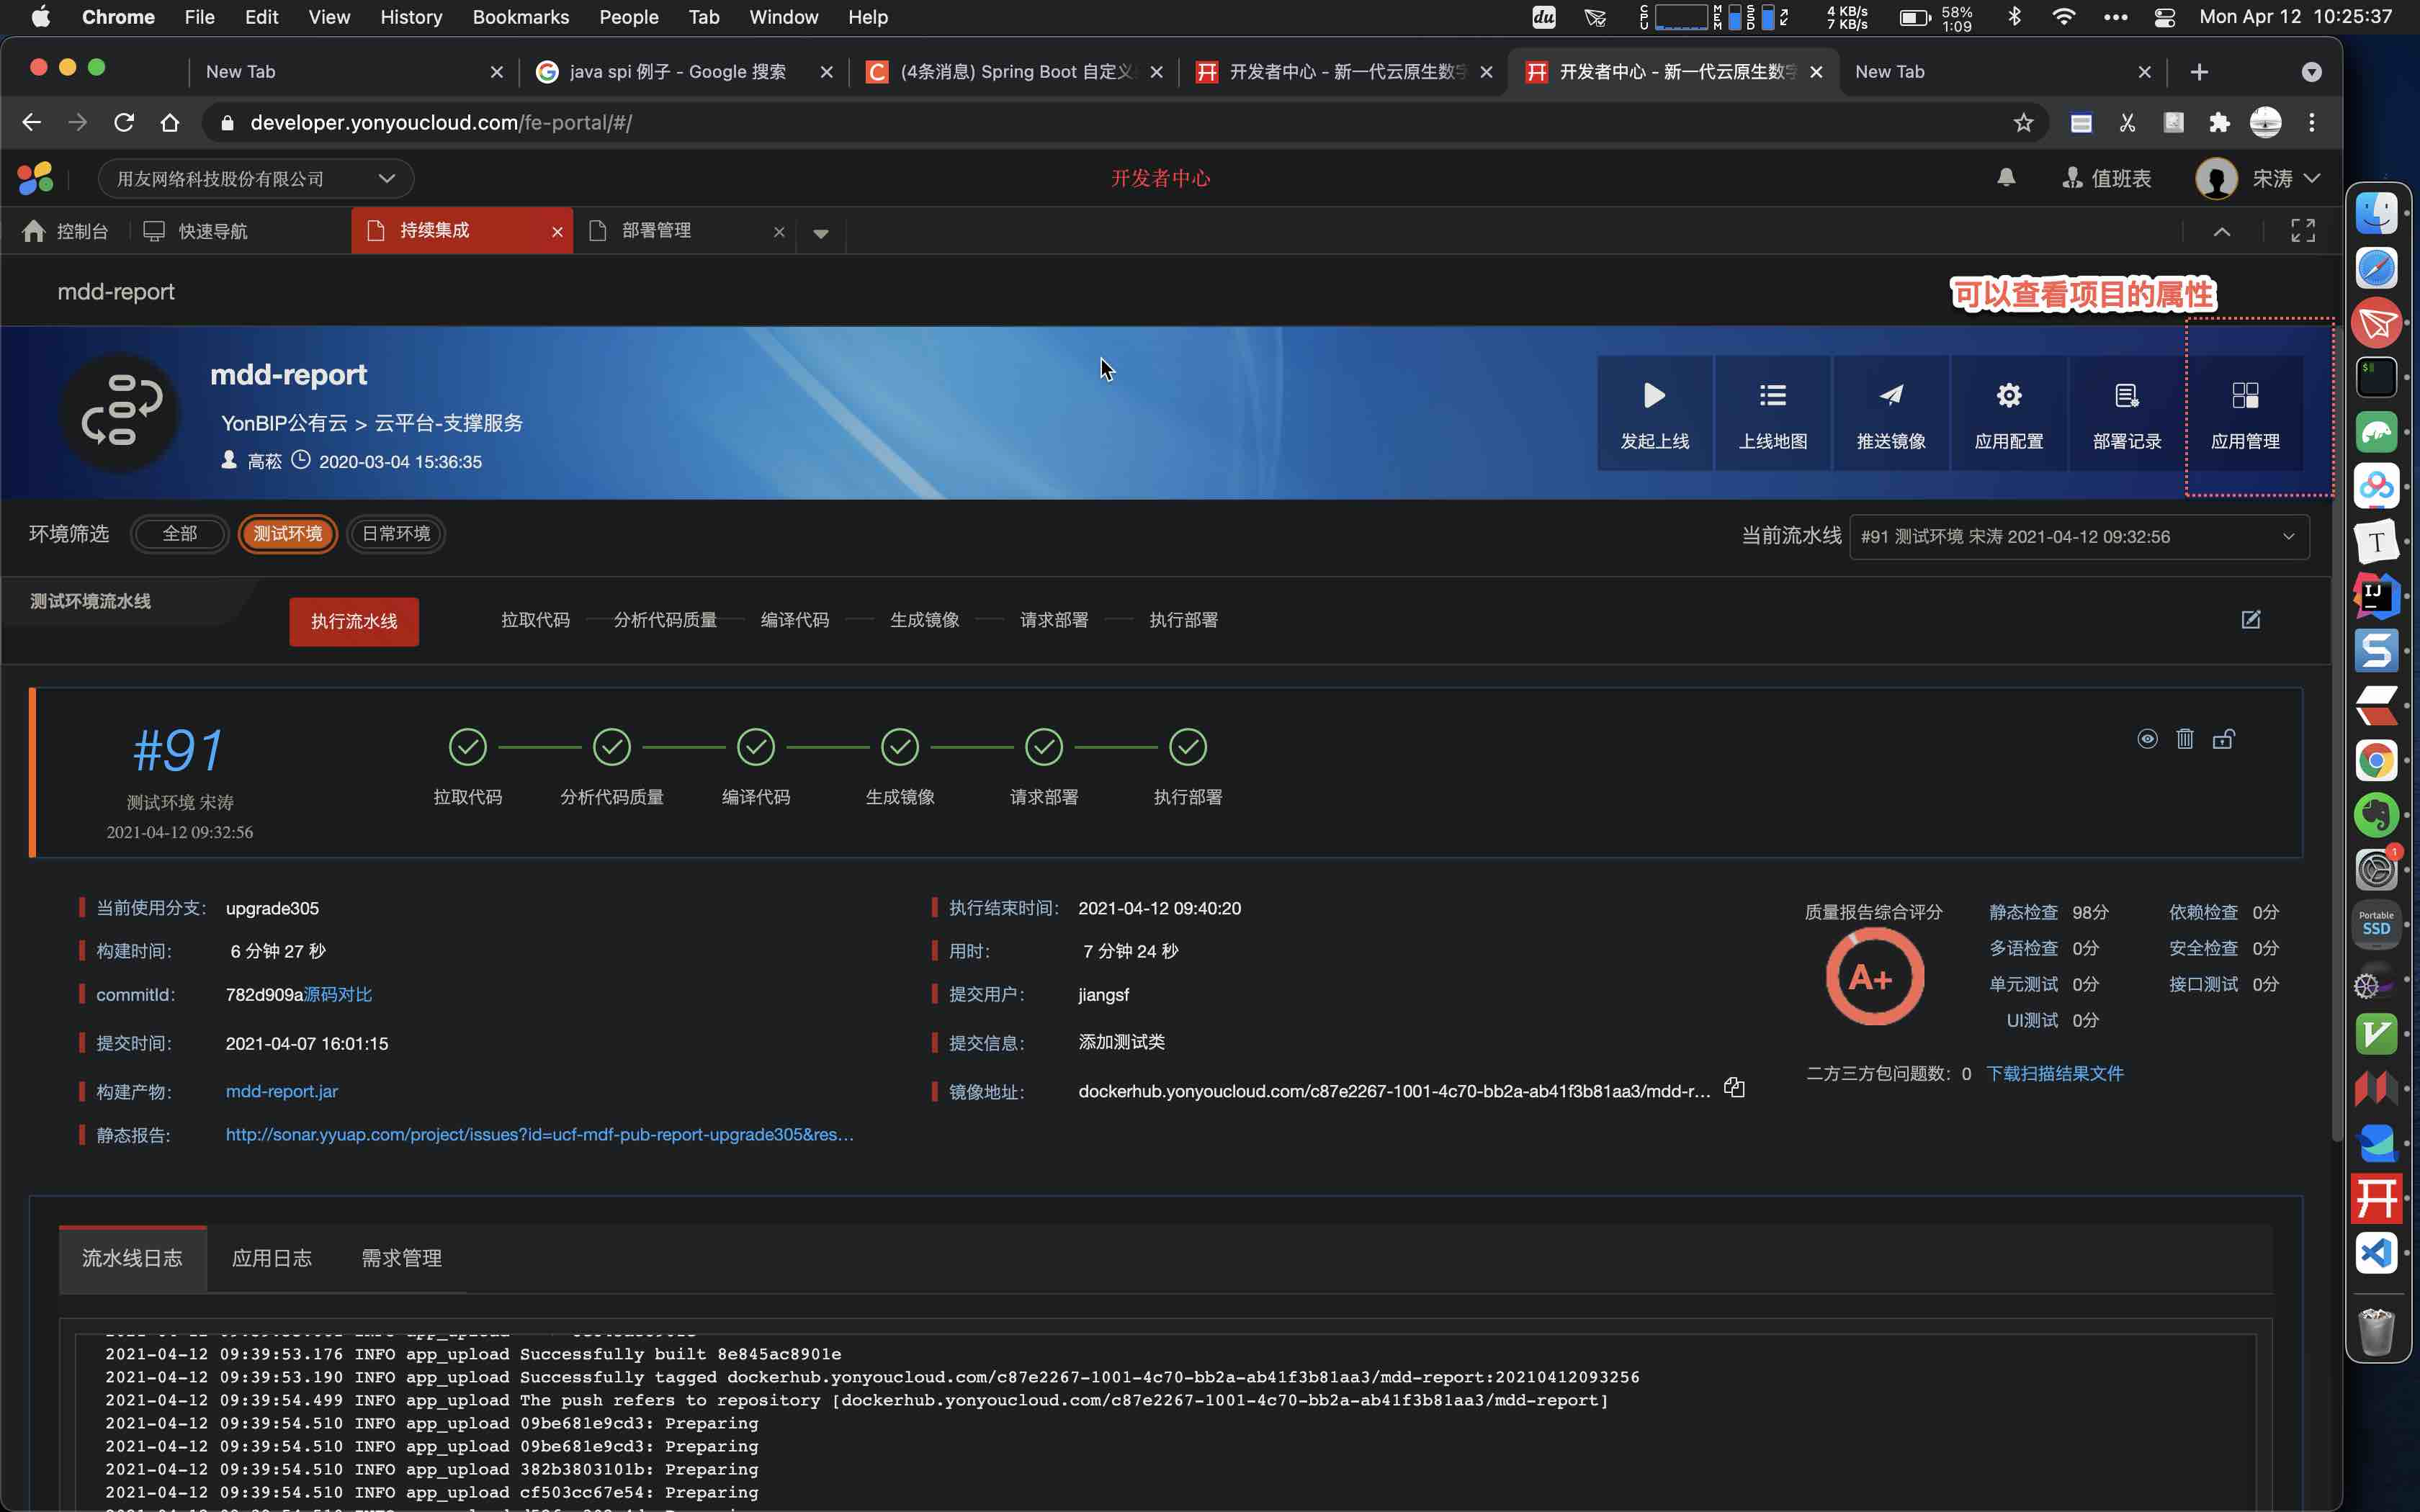 Chrome File Edit View History Bookmarks People Tab Window Help
CPU MEM SSD 4 KB/s 7 KB/s 58% 1:09 Mon Apr 12 10:25:37
New Tab
java spi 例子 - Google 搜索
(4条消息) Spring Boot 自定义
开发者中心 - 新一代云原生数字
开发者中心 - 新一代云原生数字
New Tab
developer.yonyoucloud.com/fe-portal/#/
用友网络科技股份有限公司
开发者中心
值班表
宋涛
控制台 快速导航 持续集成 部署管理
mdd-report
可以查看项目的属性
mdd-report
YonBIP公有云 > 云平台-支撑服务
高菘 2020-03-04 15:36:35
发起上线 上线地图 推送镜像 应用配置 部署记录 应用管理
环境筛选 全部 测试环境 日常环境
当前流水线 #91 测试环境 宋涛 2021-04-12 09:32:56
测试环境流水线
执行流水线
拉取代码 分析代码质量 编译代码 生成镜像 请求部署 执行部署
#91
测试环境 宋涛
2021-04-12 09:32:56
拉取代码 分析代码质量 编译代码 生成镜像 请求部署 执行部署
当前使用分支: upgrade305
执行结束时间: 2021-04-12 09:40:20
构建时间: 6 分钟 27 秒
用时: 7 分钟 24 秒
commitId: 782d909a源码对比
提交用户: jiangsf
提交时间: 2021-04-07 16:01:15
提交信息: 添加测试类
构建产物: mdd-report.jar
镜像地址: dockerhub.yonyoucloud.com/c87e2267-1001-4c70-bb2a-ab41f3b81aa3/mdd-r...
静态报告: http://sonar.yyuap.com/project/issues?id=ucf-mdf-pub-report-upgrade305&res...
质量报告综合评分
A+
静态检查 98分 依赖检查 0分
多语检查 0分 安全检查 0分
单元测试 0分 接口测试 0分
UI测试 0分
二方三方包问题数: 0 下载扫描结果文件
流水线日志 应用日志 需求管理
2021-04-12 09:39:53.176 INFO app_upload Successfully built 8e845ac8901e
2021-04-12 09:39:53.190 INFO app_upload Successfully tagged dockerhub.yonyoucloud.com/c87e2267-1001-4c70-bb2a-ab41f3b81aa3/mdd-report:20210412093256
2021-04-12 09:39:54.499 INFO app_upload The push refers to repository [dockerhub.yonyoucloud.com/c87e2267-1001-4c70-bb2a-ab41f3b81aa3/mdd-report]
2021-04-12 09:39:54.510 INFO app_upload 09be681e9cd3: Preparing
2021-04-12 09:39:54.510 INFO app_upload 09be681e9cd3: Preparing
2021-04-12 09:39:54.510 INFO app_upload 382b3803101b: Preparing
2021-04-12 09:39:54.510 INFO app_upload cf503cc67e54: Preparing
Portable
SSD